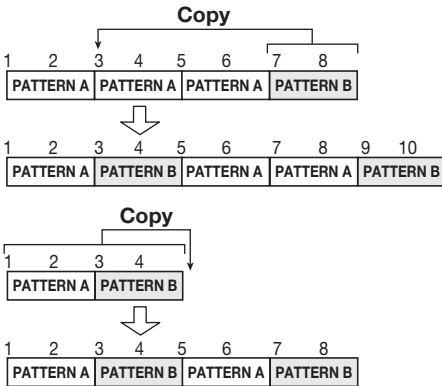 Copy
1 2 3 4 5 6 7 8
PATTERN A PATTERN A PATTERN A PATTERN B
1 2 3 4 5 6 7 8 9 10
PATTERN A PATTERN B PATTERN A PATTERN A PATTERN B
Copy
1 2 3 4
PATTERN A PATTERN B
1 2 3 4 5 6 7 8
PATTERN A PATTERN B PATTERN A PATTERN B